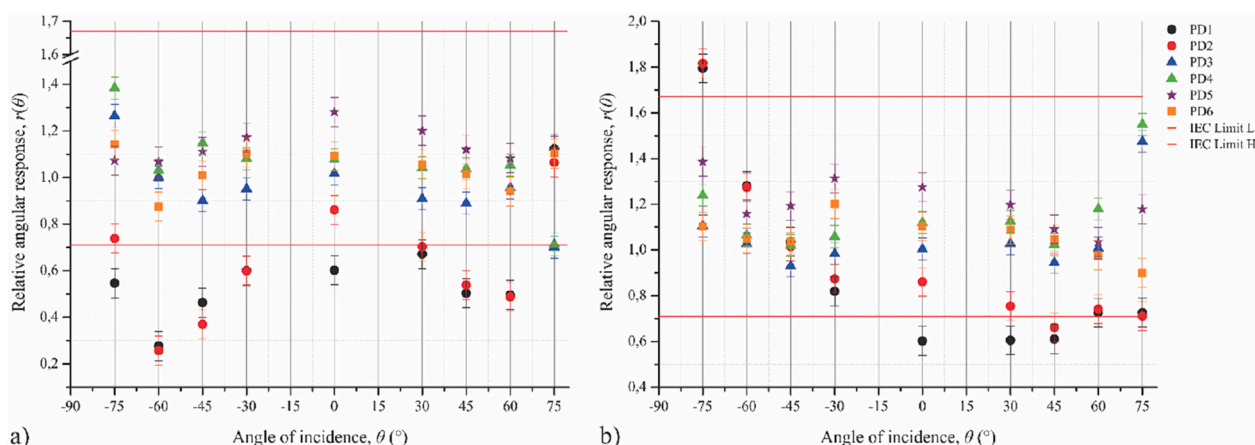 1,7
1,6
1,4
1,2
1,0
0,8
0,6
0,4
0,2
Relative angular response, r(θ)
-90 -75 -60 -45 -30 -15 0 15 30 45 60 75
Angle of incidence, θ (°)
a)
2,0
1,8
1,6
1,4
1,2
1,0
0,8
0,6
0,4
Relative angular response, r(θ)
-90 -75 -60 -45 -30 -15 0 15 30 45 60 75
Angle of incidence, θ (°)
b)
PD1
PD2
PD3
PD4
PD5
PD6
IEC Limit L
IEC Limit H